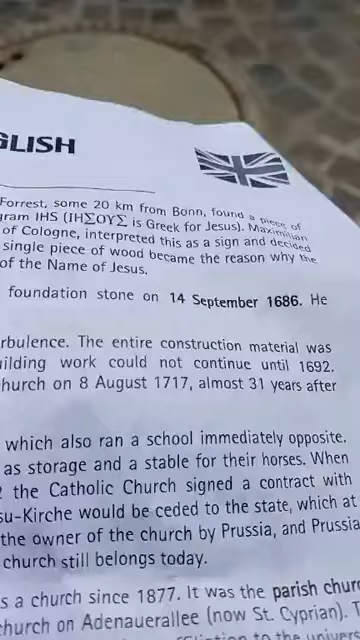 GLISH
Forrest, some 20 km from Bonn, found a piece of
gram IHS (ΙΗΣΟΥΣ is Greek for Jesus). Maximilian
of Cologne, interpreted this as a sign and decided
single piece of wood became the reason why the
of the Name of Jesus.
foundation stone on 14 September 1686. He
rbulence. The entire construction material was
uilding work could not continue until 1692.
hurch on 8 August 1717, almost 31 years after
which also ran a school immediately opposite.
as storage and a stable for their horses. When
the Catholic Church signed a contract with
su-Kirche would be ceded to the state, which at
the owner of the church by Prussia, and Prussia
church still belongs today.
s a church since 1877. It was the parish churc
church on Adenauerallee (now St. Cyprian). T
to the univers